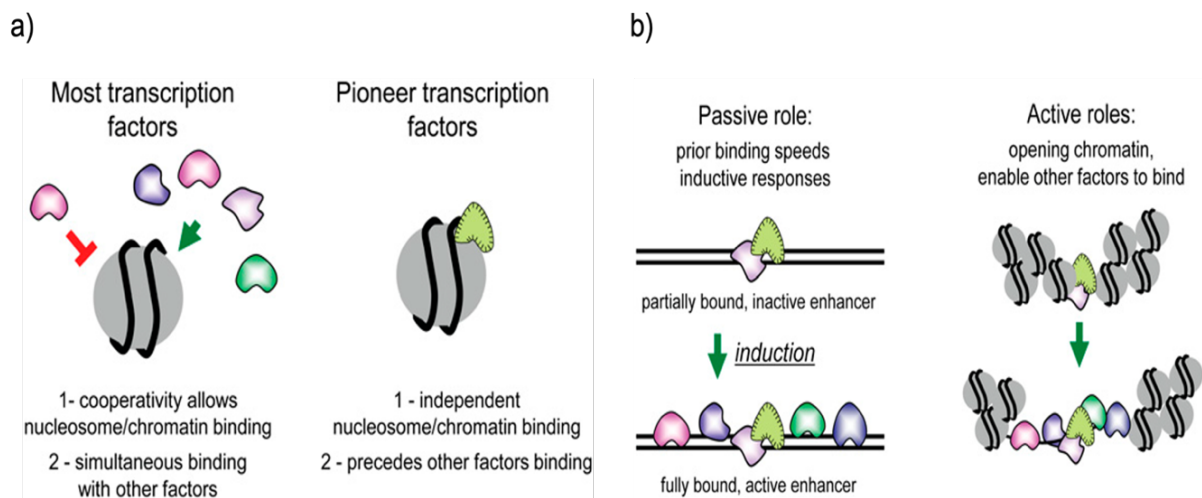 a)
Most transcription
factors
1- cooperativity allows
nucleosome/chromatin binding
2 - simultaneous binding
with other factors
Pioneer transcription
factors
1 - independent
nucleosome/chromatin binding
2 - precedes other factors binding
b)
Passive role:
prior binding speeds
inductive responses
partially bound, inactive enhancer
induction
fully bound, active enhancer
Active roles:
opening chromatin,
enable other factors to bind